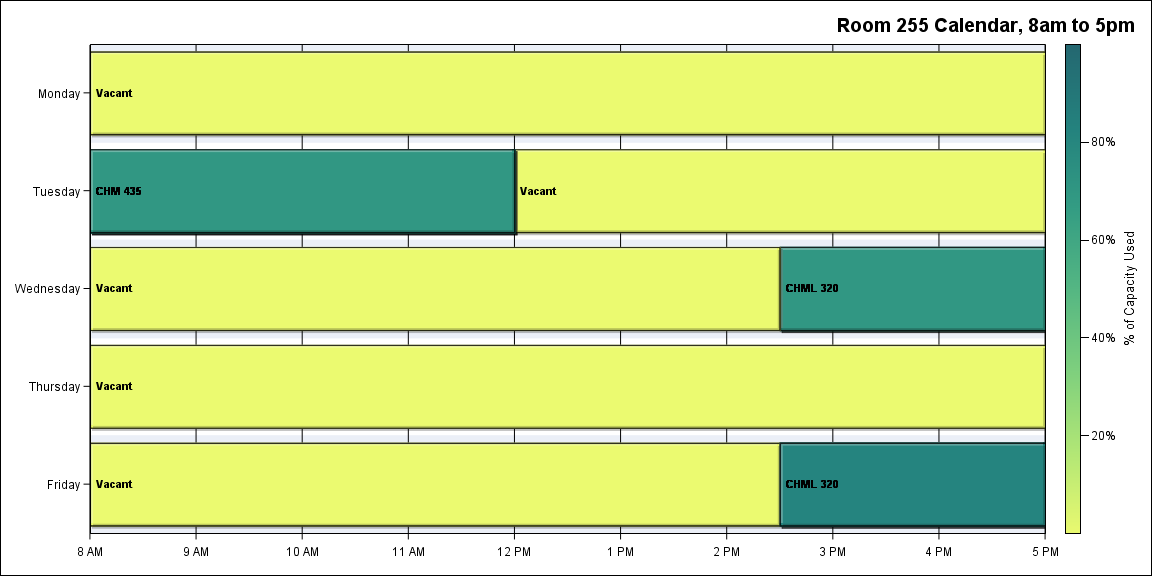 Room 255 Calendar, 8am to 5pm
Monday
Vacant
Tuesday
CHM 435
Vacant
Wednesday
Vacant
CHML 320
Thursday
Vacant
Friday
Vacant
CHML 320
8 AM
9 AM
10 AM
11 AM
12 PM
1 PM
2 PM
3 PM
4 PM
5 PM
80%
60%
40%
20%
% of Capacity Used